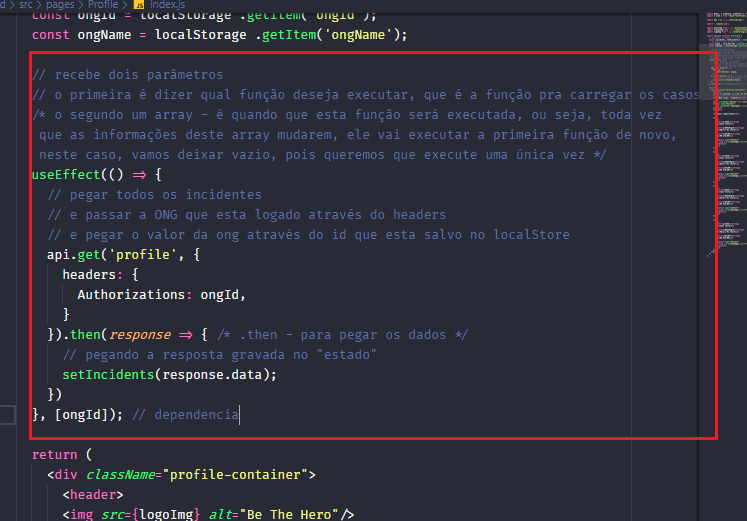 d > src > pages > Profile > JS index.js
const ongId = localStorage .getItem('ongId');
const ongName = localStorage .getItem('ongName');
// recebe dois parâmetros
// o primeira é dizer qual função deseja executar, que é a função pra carregar os casos
/* o segundo um array - é quando que esta função será executada, ou seja, toda vez
que as informações deste array mudarem, ele vai executar a primeira função de novo,
neste caso, vamos deixar vazio, pois queremos que execute uma única vez */
useEffect(() => {
// pegar todos os incidentes
// e passar a ONG que esta logado através do headers
// e pegar o valor da ong através do id que esta salvo no localStore
api.get('profile', {
headers: {
Authorizations: ongId,
}
}).then(response => { /* .then - para pegar os dados */
// pegando a resposta gravada no "estado"
setIncidents(response.data);
})
}, [ongId]); // dependencia
return (
<div className="profile-container">
<header>
<img src={logoImg} alt="Be The Hero"/>